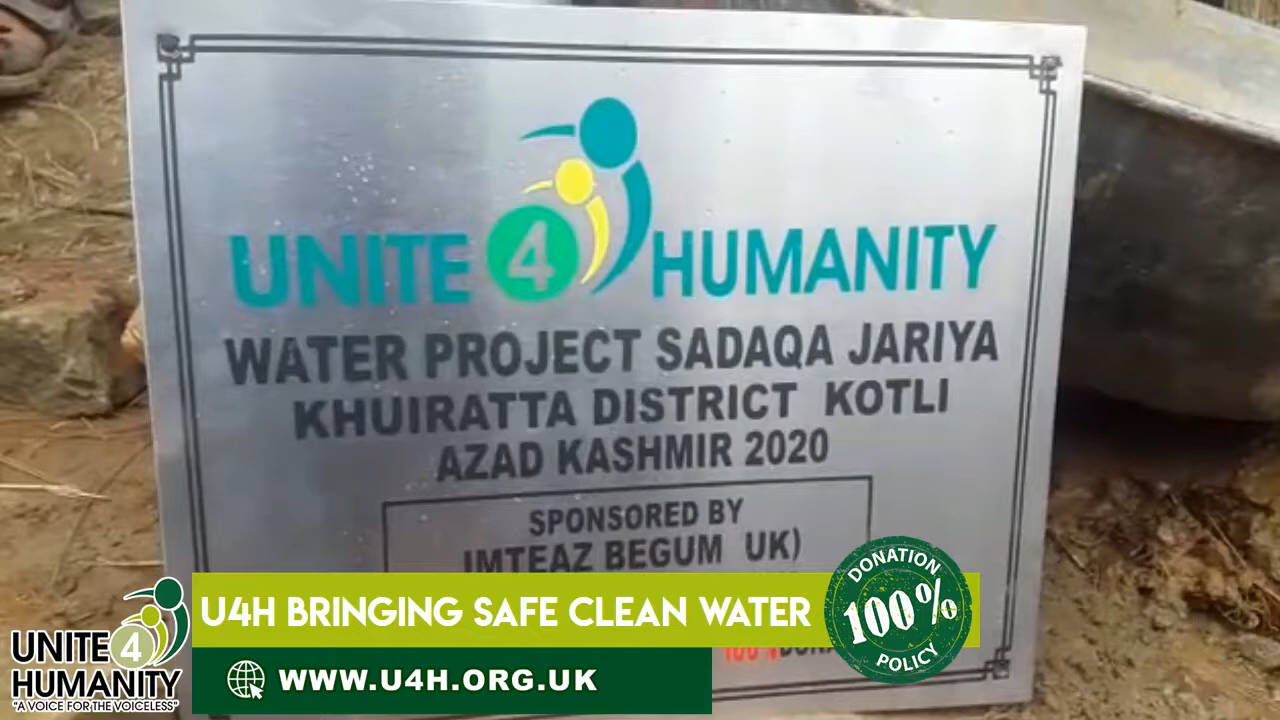 UNITE 4 HUMANITY
WATER PROJECT SADAQA JARIYA
KHUIRATTA DISTRICT KOTLI
AZAD KASHMIR 2020
SPONSORED BY
IMTEAZ BEGUM UK)
U4H BRINGING SAFE CLEAN WATER
DONATION
100%
POLICY
WWW.U4H.ORG.UK
UNITE 4
HUMANITY
"A VOICE FOR THE VOICELESS"